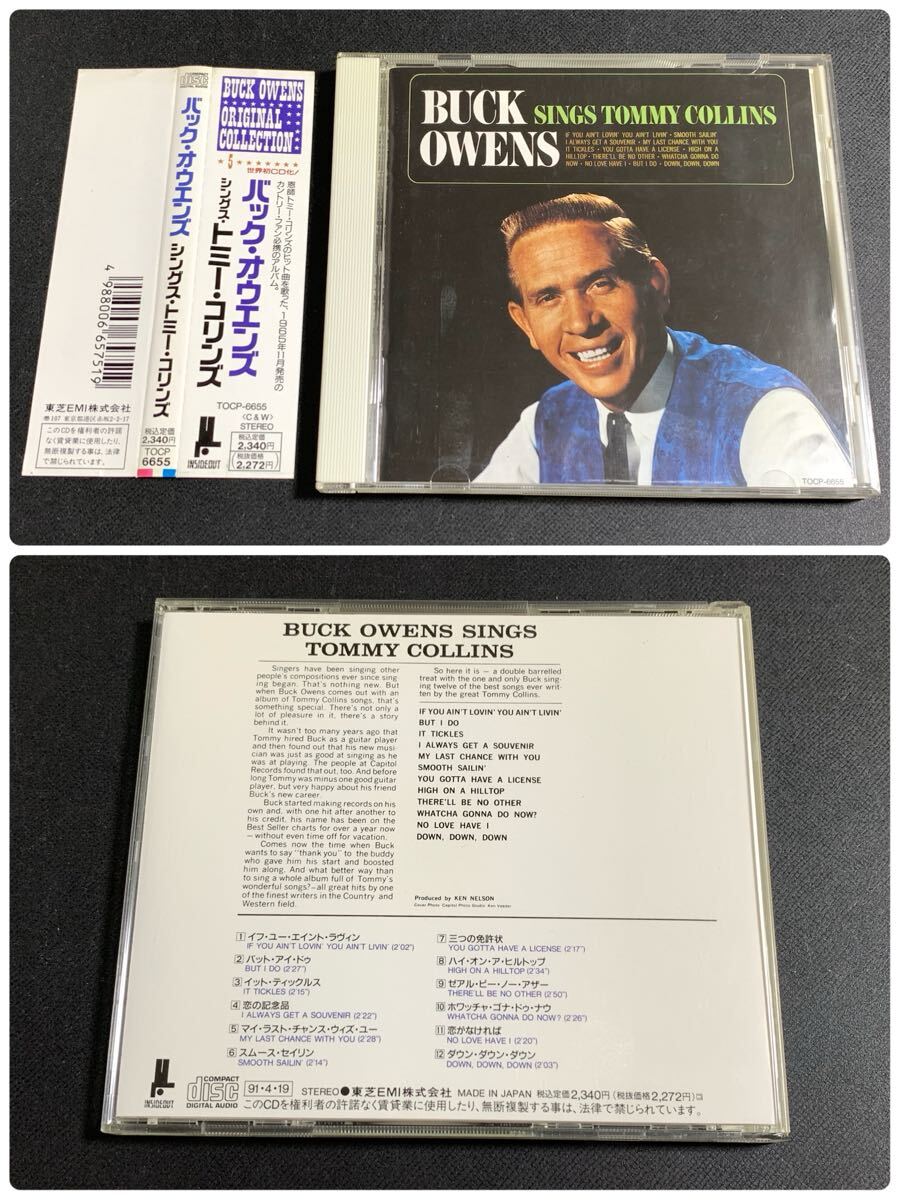 COMPACT
disc
DIGITAL AUDIO
バック・オウエンズ
シングス・トミー・コリンズ
税込定価
2,340円
TOCP
6655
4988006657519
東芝EMI株式会社
〠107 東京都港区赤坂2-2-17
このCDを権利者の許諾
なく賃貸業に使用したり、
無断複製する事は、法律
で禁じられています。
BUCK OWENS
ORIGINAL
COLLECTION
5
世界初CD化!
恩師トミー・コリンズのヒット曲を歌った、1965年11月発売の
カントリー・ファン必携のアルバム。
バック・オウエンズ
シングス・トミー・コリンズ
TOCP-6655
<C&W>
STEREO
税込定価
2,340円
(税抜価格)
2,272円
INSIDEOUT
BUCK
OWENS
SINGS TOMMY COLLINS
IF YOU AIN'T LOVIN' YOU AIN'T LIVIN' • SMOOTH SAILIN'
I ALWAYS GET A SOUVENIR • MY LAST CHANCE WITH YOU
IT TICKLES • YOU GOTTA HAVE A LICENSE • HIGH ON A
HILLTOP • THERE'LL BE NO OTHER • WHATCHA GONNA DO
NOW • NO LOVE HAVE I • BUT I DO • DOWN, DOWN, DOWN
TOCP-6655
BUCK OWENS SINGS
TOMMY COLLINS
Singers have been singing other
people's compositions ever since sing
ing began. That's nothing new. But
when Buck Owens comes out with an
album of Tommy Collins songs, that's
something special. There's not only a
lot of pleasure in it, there's a story
behind it.
It wasn't too many years ago that
Tommy hired Buck as a guitar player
and then found out that his new musi-
cian was just as good at singing as he
was at playing. The people at Capitol
Records found that out, too. And before
long Tommy was minus one good guitar
player, but very happy about his friend
Buck's new career.
Buck started making records on his
own and, with one hit after another to
his credit, his name has been on the
Best Seller charts for over a year now
– without even time off for vacation.
Comes now the time when Buck
wants to say "thank you" to the buddy
who gave him his start and boosted
him along. And what better way than
to sing a whole album full of Tommy's
wonderful songs?–all great hits by one
of the finest writers in the Country and
Western field.
So here it is – a double barrelled
treat with the one and only Buck sing-
ing twelve of the best songs ever writ-
ten by the great Tommy Collins.
IF YOU AIN'T LOVIN' YOU AIN'T LIVIN'
BUT I DO
IT TICKLES
I ALWAYS GET A SOUVENIR
MY LAST CHANCE WITH YOU
SMOOTH SAILIN'
YOU GOTTA HAVE A LICENSE
HIGH ON A HILLTOP
THERE'LL BE NO OTHER
WHATCHA GONNA DO NOW?
NO LOVE HAVE I
DOWN, DOWN, DOWN
Produced by KEN NELSON
Cover Photo: Capitol Photo Studio: Ken Veeder
1 イフ・ユー・エイント・ラヴィン
IF YOU AIN'T LOVIN' YOU AIN'T LIVIN' (2'02")
2 バット・アイ・ドゥ
BUT I DO (2'27")
3 イット・ティックルス
IT TICKLES (2'15")
4 恋の記念品
I ALWAYS GET A SOUVENIR (2'22")
5 マイ・ラスト・チャンス・ウィズ・ユー
MY LAST CHANCE WITH YOU (2'28")
6 スムース・セイリン
SMOOTH SAILIN' (2'14")
7 三つの免許状
YOU GOTTA HAVE A LICENSE (2'17")
8 ハイ・オン・ア・ヒルトップ
HIGH ON A HILLTOP (2'34")
9 ゼアル・ビー・ノー・アザー
THERE'LL BE NO OTHER (2'50")
10 ホワッチャ・ゴナ・ドゥ・ナウ
WHATCHA GONNA DO NOW? (2'26")
11 恋がなければ
NO LOVE HAVE I (2'20")
12 ダウン・ダウン・ダウン
DOWN, DOWN, DOWN (2'03")
INSIDEOUT
COMPACT
disc
DIGITAL AUDIO
91・4・19 STEREO●東芝EMI株式会社 MADE IN JAPAN 税込定価2,340円(税抜価格2,272円)
このCDを権利者の許諾なく賃貸業に使用したり、無断複製する事は、法律で禁じられています。